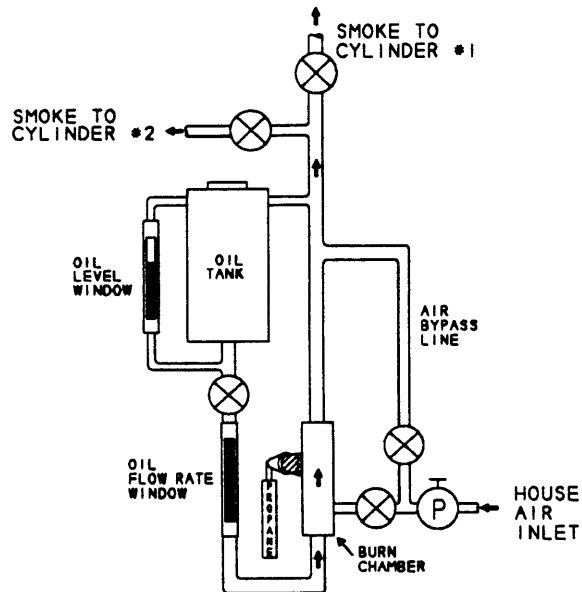 SMOKE TO
CYLINDER #1
SMOKE TO
CYLINDER #2
OIL
TANK
OIL
LEVEL
WINDOW
AIR
BYPASS
LINE
OIL
FLOW RATE
WINDOW
PROPANE
P
HOUSE
AIR
INLET
BURN
CHAMBER